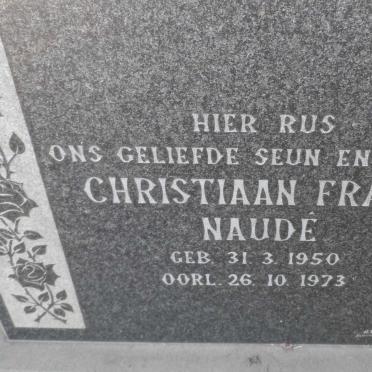 HIER RUS
ONS GELIEFDE SEUN EN
CHRISTIAAN FRA
NAUDÉ
GEB. 31. 3. 1950
OORL. 26. 10. 1973